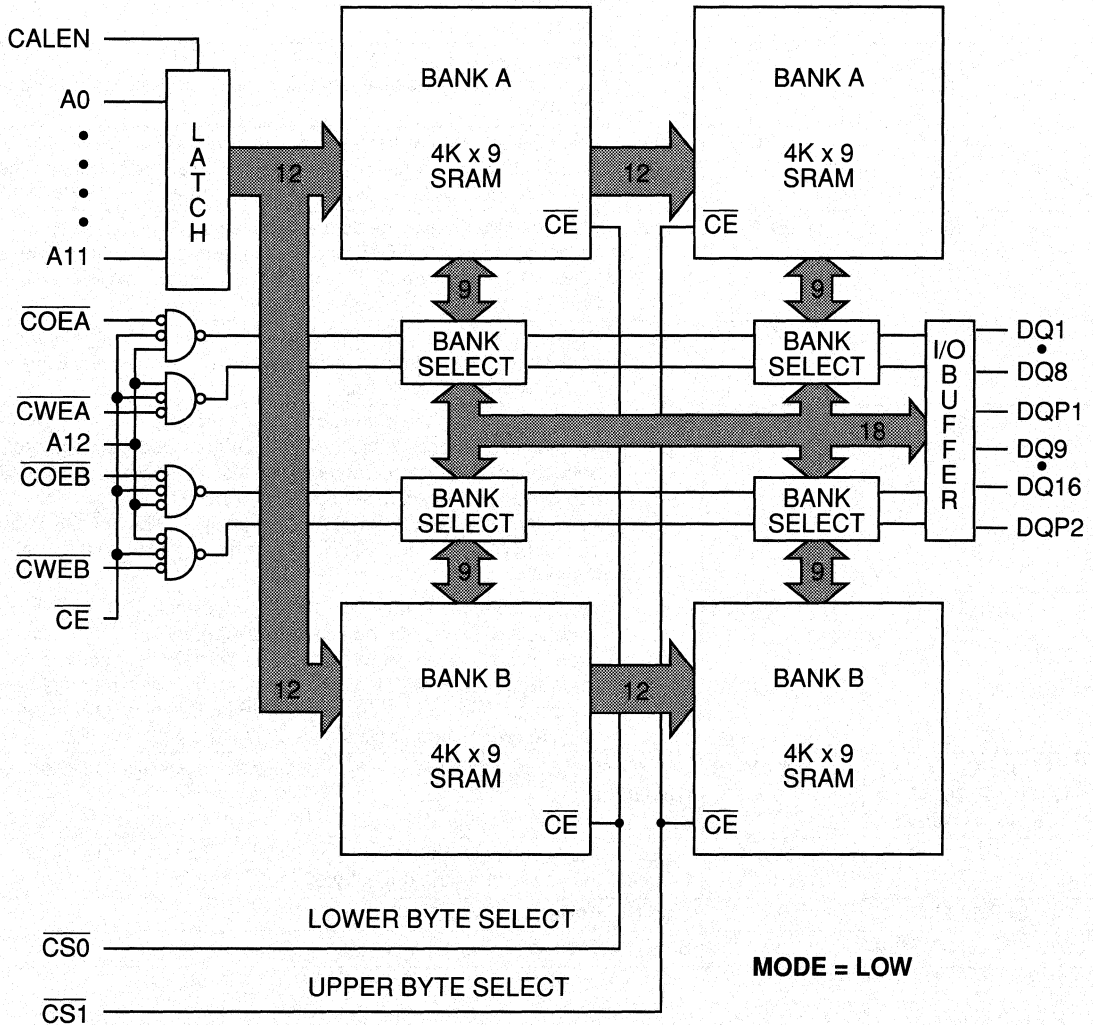 CALEN
A0
A11
LATCH
12
BANK A
4K x 9
SRAM
CE
12
BANK A
4K x 9
SRAM
CE
9
9
COEA
CWEA
A12
COEB
CWEB
CE
BANK
SELECT
BANK
SELECT
18
BANK
SELECT
BANK
SELECT
I/O
BUFFER
DQ1
DQ8
DQP1
DQ9
DQ16
DQP2
9
9
12
BANK B
4K x 9
SRAM
CE
12
BANK B
4K x 9
SRAM
CE
LOWER BYTE SELECT
CS0
UPPER BYTE SELECT
CS1
MODE = LOW